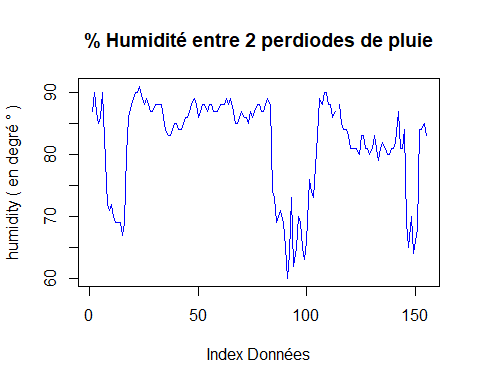 % Humidité entre 2 perdiodes de pluie
humidity ( en degré ° )
90
80
70
60
0
50
100
150
Index Données